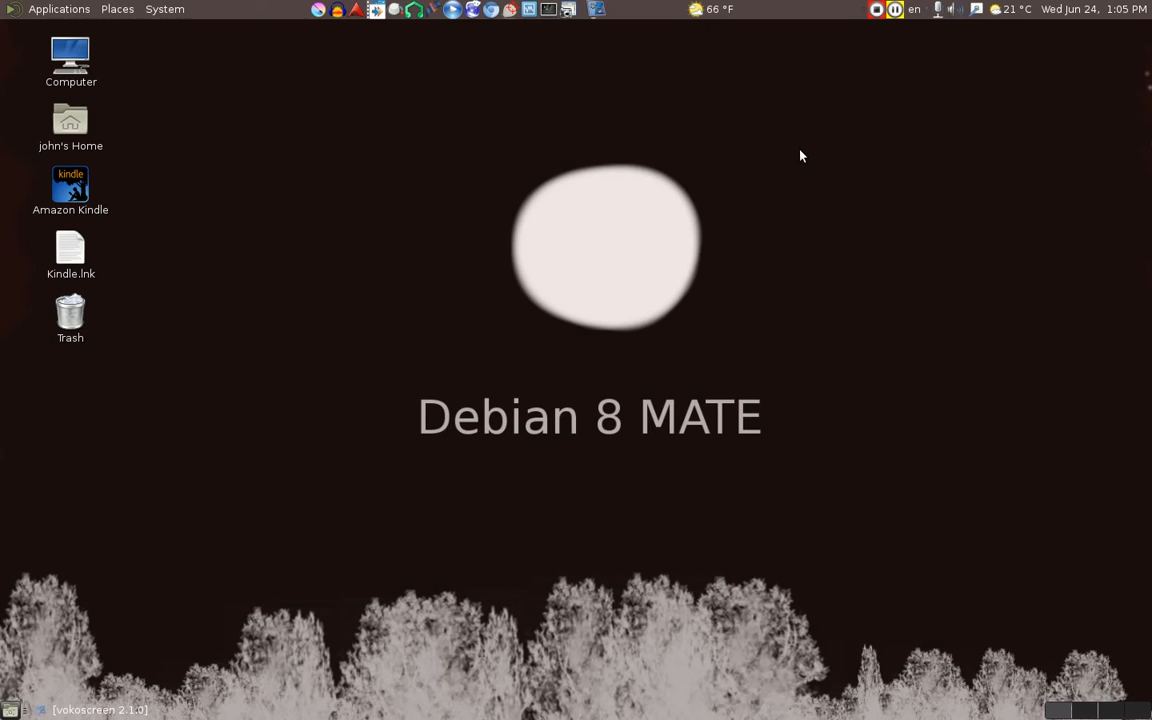 Applications Places System 66 °F en 21 °C Wed Jun 24, 1:05 PM
Computer
john's Home
kindle
Amazon Kindle
Kindle.lnk
Trash
Debian 8 MATE
[vokoscreen 2.1.0]